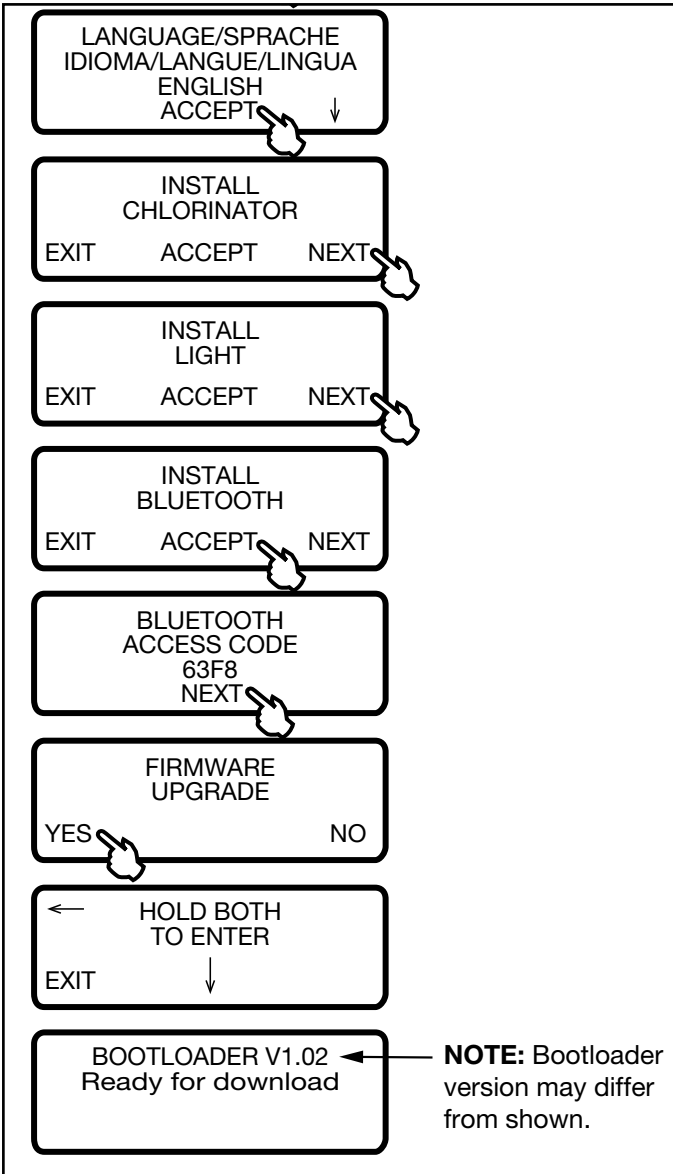 LANGUAGE/SPRACHE
IDIOMA/LANGUE/LINGUA
ENGLISH
ACCEPT ↓
INSTALL
CHLORINATOR
EXIT ACCEPT NEXT
INSTALL
LIGHT
EXIT ACCEPT NEXT
INSTALL
BLUETOOTH
EXIT ACCEPT NEXT
BLUETOOTH
ACCESS CODE
63F8
NEXT
FIRMWARE
UPGRADE
YES NO
← HOLD BOTH
TO ENTER
EXIT ↓
BOOTLOADER V1.02
Ready for download
NOTE: Bootloader
version may differ
from shown.